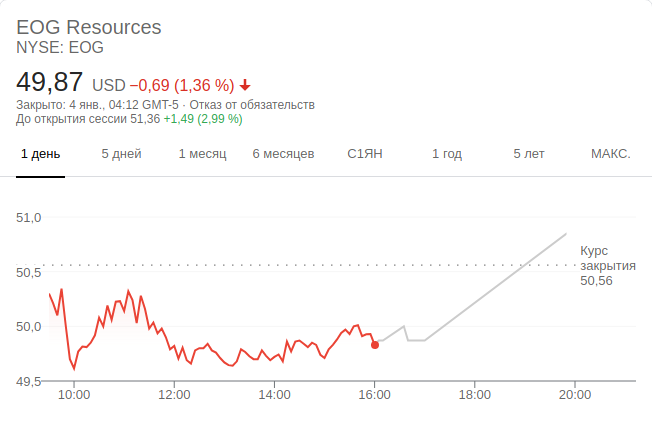 EOG Resources
NYSE: EOG
49,87 USD −0,69 (1,36 %)
Закрыто: 4 янв., 04:12 GMT-5 · Отказ от обязательств
До открытия сессии 51,36 +1,49 (2,99 %)
1 день 5 дней 1 месяц 6 месяцев С1ЯН 1 год 5 лет МАКС.
51,0
Курс
закрытия
50,56
50,5
50,0
49,5
10:00 12:00 14:00 16:00 18:00 20:00